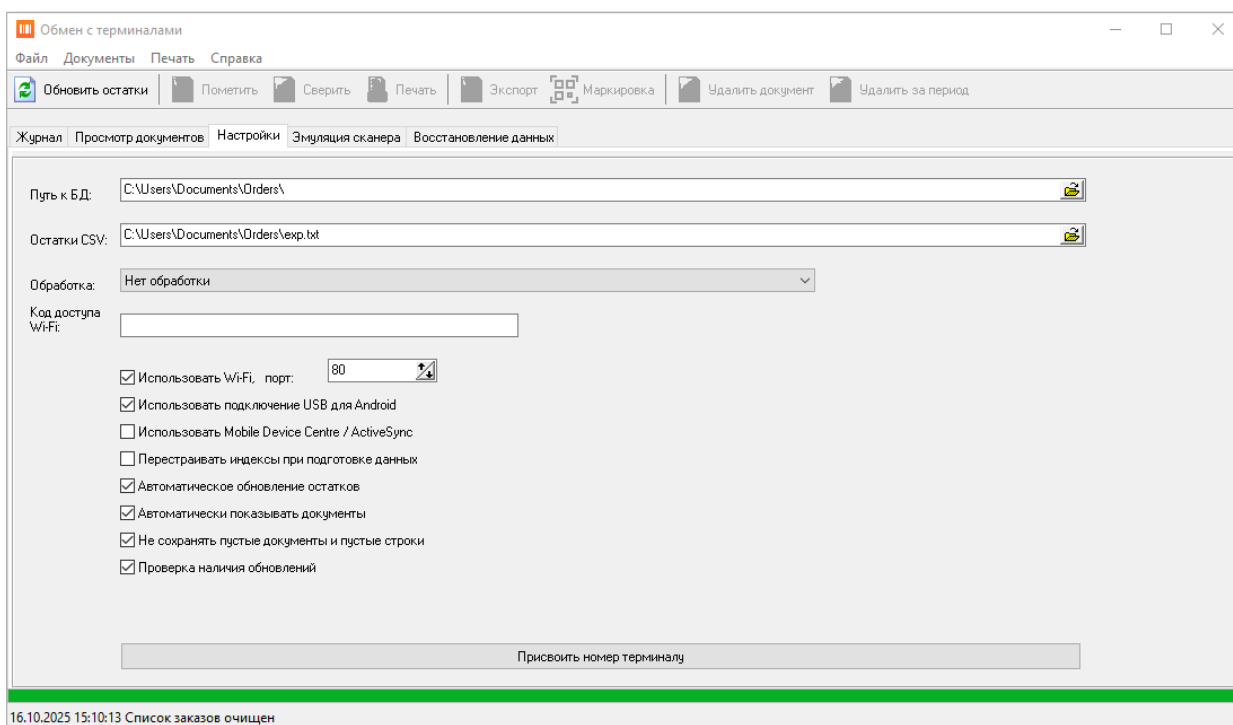 Обмен с терминалами
Файл Документы Печать Справка
Обновить остатки Пометить Сверить Печать Экспорт Маркировка Удалить документ Удалить за период
Журнал Просмотр документов Настройки Эмуляция сканера Восстановление данных
Путь к БД: C:\Users\Documents\Orders\
Остатки CSV: C:\Users\Documents\Orders\exp.txt
Обработка: Нет обработки
Код доступа
Wi-Fi:
Использовать Wi-Fi, порт: 80
Использовать подключение USB для Android
Использовать Mobile Device Centre / ActiveSync
Перестраивать индексы при подготовке данных
Автоматическое обновление остатков
Автоматически показывать документы
Не сохранять пустые документы и пустые строки
Проверка наличия обновлений
Присвоить номер терминалу
16.10.2025 15:10:13 Список заказов очищен